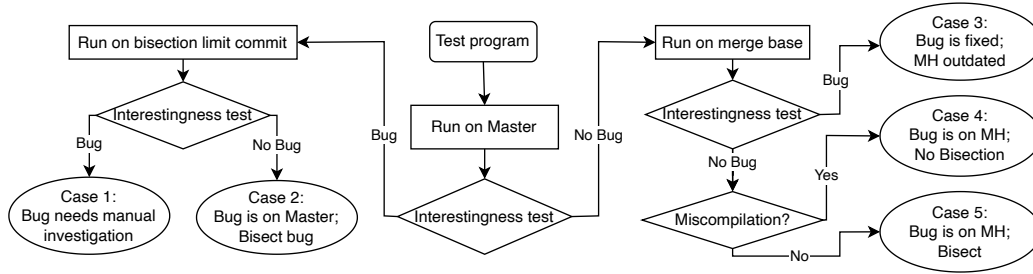 Test program
Run on Master
Interestingness test
Bug
No Bug
Run on bisection limit commit
Interestingness test
Bug
No Bug
Case 1:
Bug needs manual
investigation
Case 2:
Bug is on Master;
Bisect bug
Run on merge base
Interestingness test
Bug
No Bug
Case 3:
Bug is fixed;
MH outdated
Miscompilation?
Yes
No
Case 4:
Bug is on MH;
No Bisection
Case 5:
Bug is on MH;
Bisect